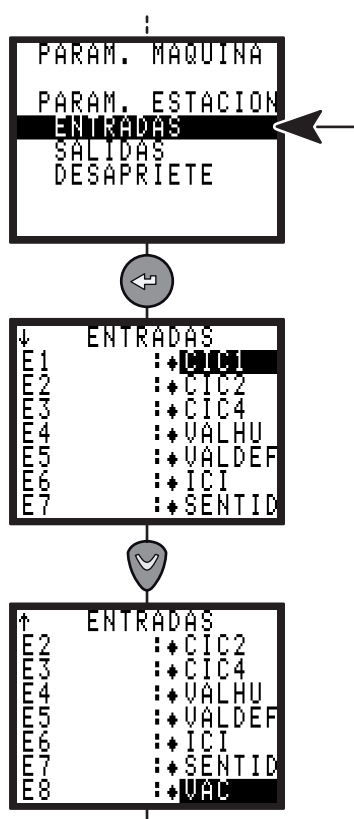 PARAM. MAQUINA
PARAM. ESTACION
ENTRADAS
SALIDAS
DESAPRIETE
↓ ENTRADAS
E1 :♦CIC1
E2 :♦CIC2
E3 :♦CIC4
E4 :♦VALHU
E5 :♦VALDEF
E6 :♦ICI
E7 :♦SENTID
↑ ENTRADAS
E2 :♦CIC2
E3 :♦CIC4
E4 :♦VALHU
E5 :♦VALDEF
E6 :♦ICI
E7 :♦SENTID
E8 :♦VAC